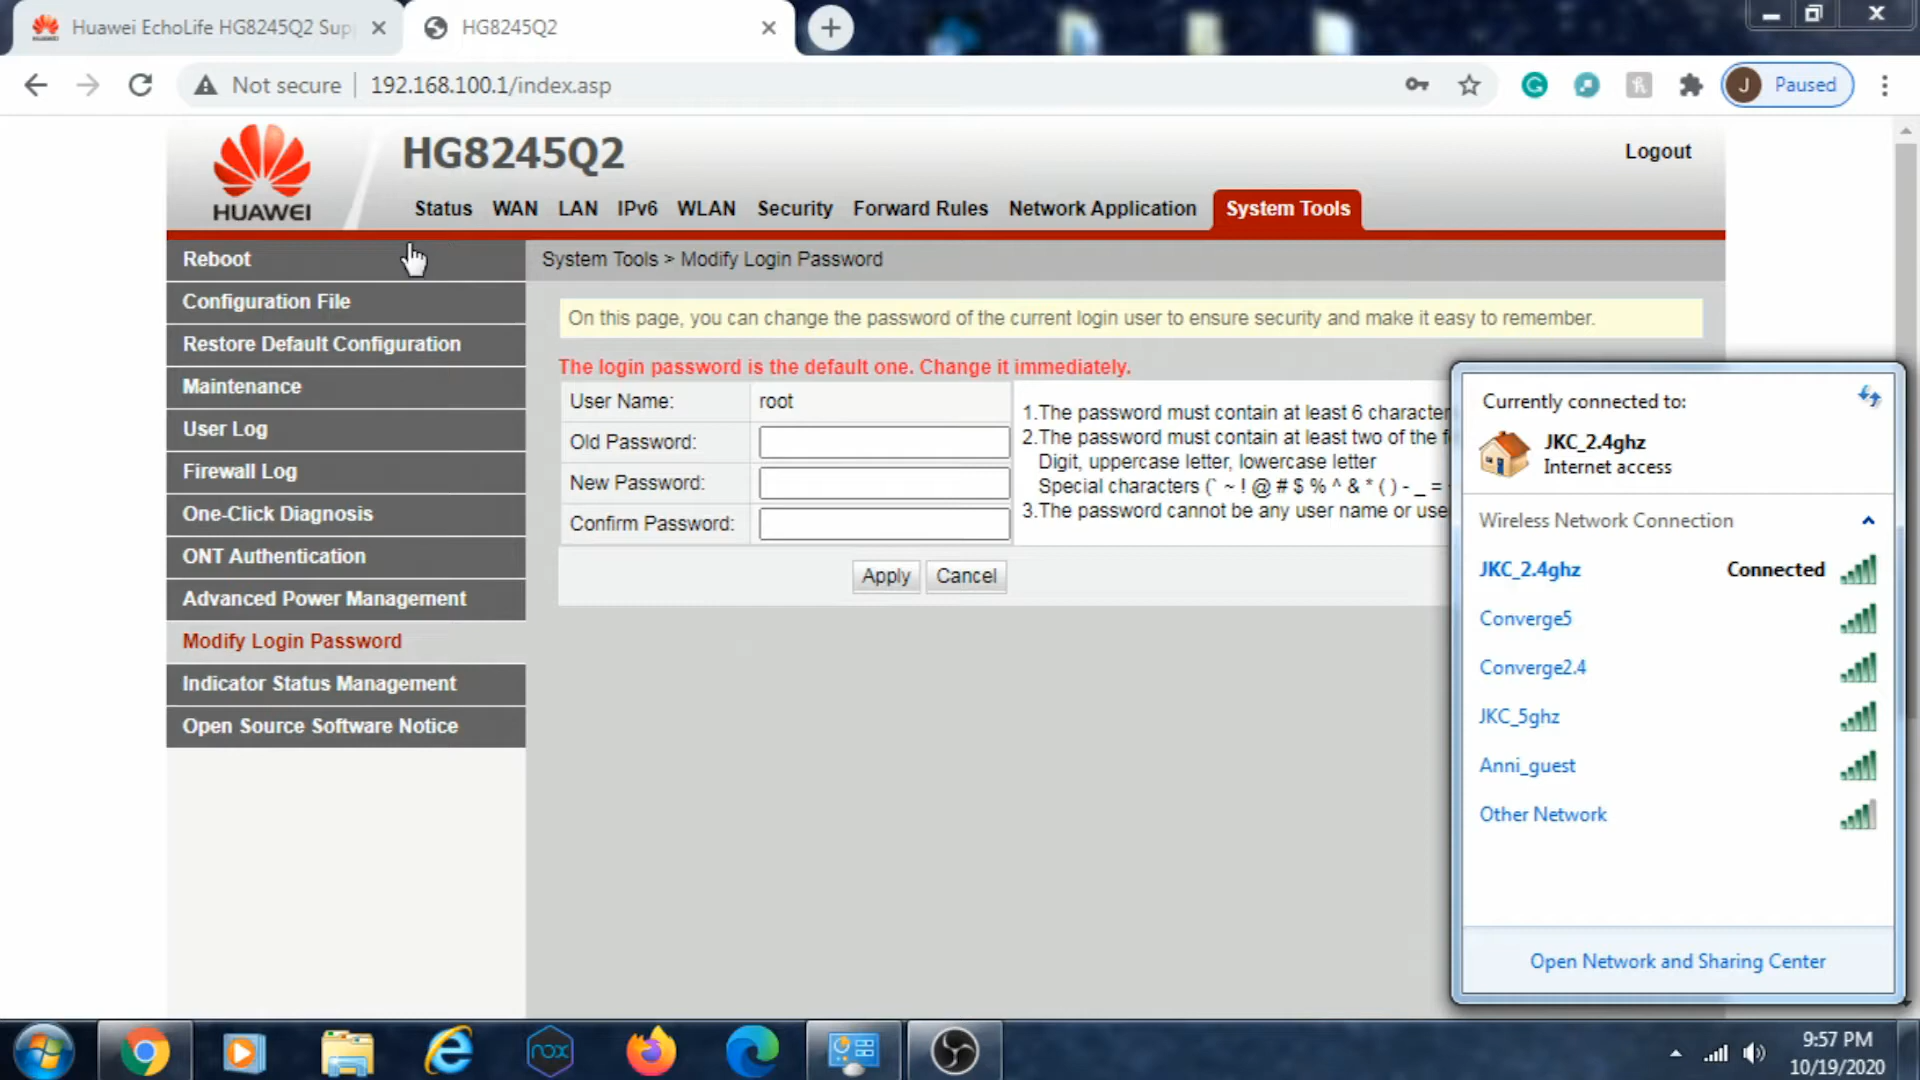 Huawei EchoLife HG8245Q2 Sup
HG8245Q2
Not secure
192.168.100.1/index.asp
J
Paused
HUAWEI
HG8245Q2
Logout
Status WAN LAN IPv6 WLAN Security Forward Rules Network Application System Tools
Reboot
Configuration File
Restore Default Configuration
Maintenance
User Log
Firewall Log
One-Click Diagnosis
ONT Authentication
Advanced Power Management
Modify Login Password
Indicator Status Management
Open Source Software Notice
System Tools > Modify Login Password
On this page, you can change the password of the current login user to ensure security and make it easy to remember.
The login password is the default one. Change it immediately.
User Name: root
Old Password:
New Password:
Confirm Password:
1.The password must contain at least 6 character
2.The password must contain at least two of the f
Digit, uppercase letter, lowercase letter
Special characters (` ~ ! @ # $ % ^ & * ( ) - _ =
3.The password cannot be any user name or use
Apply Cancel
Currently connected to:
JKC_2.4ghz
Internet access
Wireless Network Connection
JKC_2.4ghz Connected
Converge5
Converge2.4
JKC_5ghz
Anni_guest
Other Network
Open Network and Sharing Center
nox
9:57 PM
10/19/2020